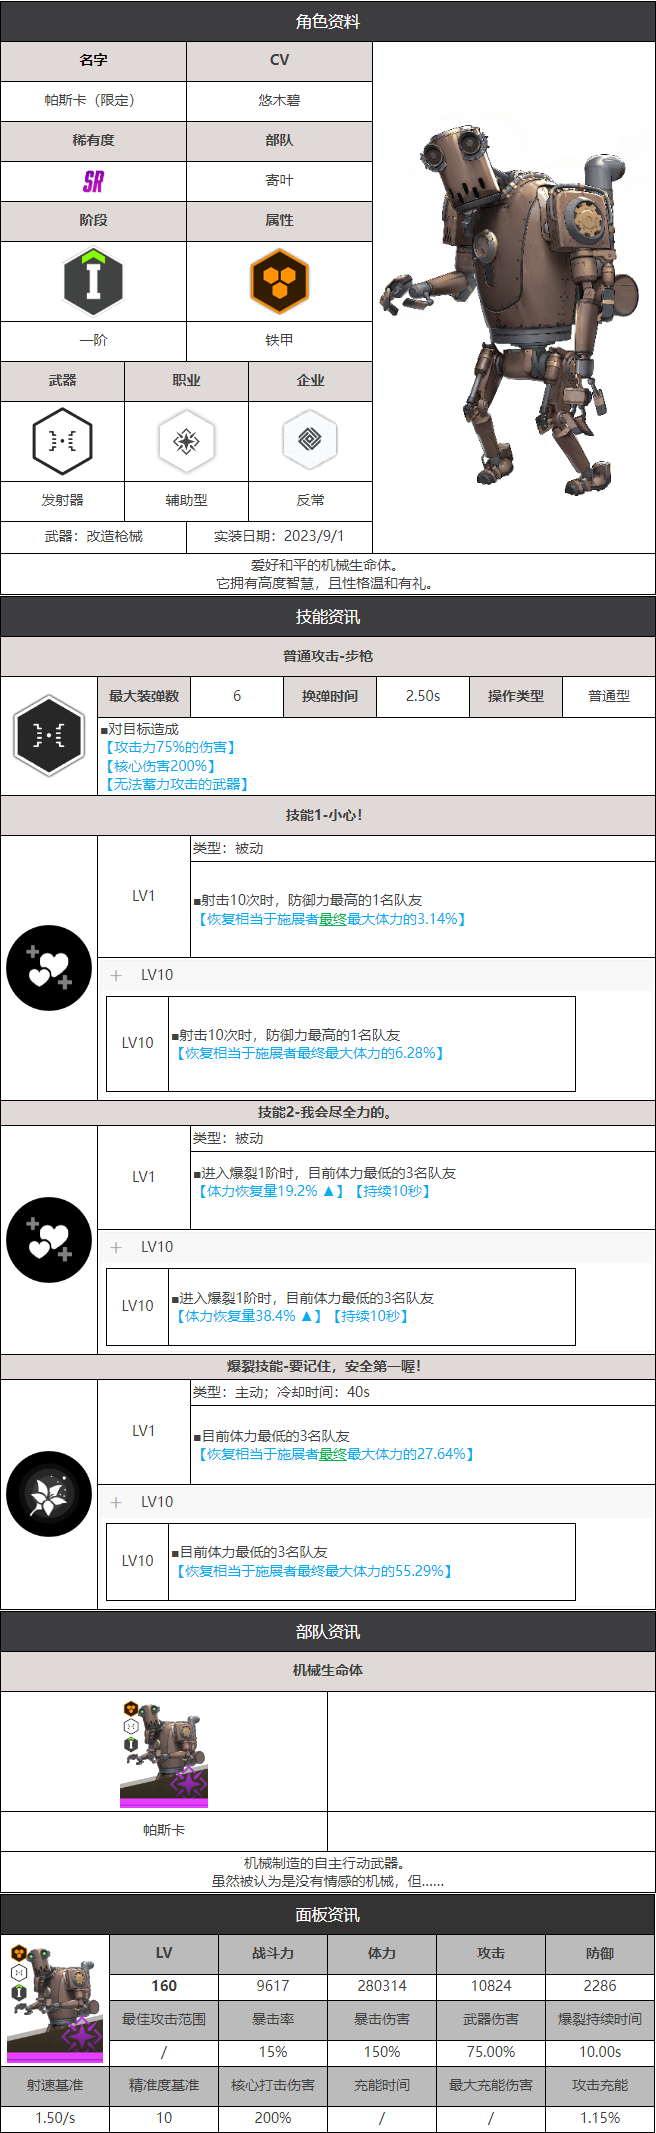 角色资料
名字
CV
帕斯卡（限定）
悠木碧
稀有度
部队
SR
寄叶
阶段
属性
I
一阶
铁甲
武器
职业
企业
发射器
辅助型
反常
武器：改造枪械
实装日期：2023/9/1
爱好和平的机械生命体。
它拥有高度智慧，且性格温和有礼。
技能资讯
普通攻击-步枪
最大装弹数
6
换弹时间
2.50s
操作类型
普通型
■对目标造成
【攻击力75%的伤害】
【核心伤害200%】
【无法蓄力攻击的武器】
技能1-小心！
LV1
类型：被动
■射击10次时，防御力最高的1名队友
【恢复相当于施展者最终最大体力的3.14%】
＋ LV10
LV10
■射击10次时，防御力最高的1名队友
【恢复相当于施展者最终最大体力的6.28%】
技能2-我会尽全力的。
LV1
类型：被动
■进入爆裂1阶时，目前体力最低的3名队友
【体力恢复量19.2% ▲】【持续10秒】
＋ LV10
LV10
■进入爆裂1阶时，目前体力最低的3名队友
【体力恢复量38.4% ▲】【持续10秒】
爆裂技能-要记住，安全第一喔！
LV1
类型：主动；冷却时间：40s
■目前体力最低的3名队友
【恢复相当于施展者最终最大体力的27.64%】
＋ LV10
LV10
■目前体力最低的3名队友
【恢复相当于施展者最终最大体力的55.29%】
部队资讯
机械生命体
I
帕斯卡
机械制造的自主行动武器。
虽然被认为是没有情感的机械，但……
面板资讯
I
LV
战斗力
体力
攻击
防御
160
9617
280314
10824
2286
最佳攻击范围
暴击率
暴击伤害
武器伤害
爆裂持续时间
/
15%
150%
75.00%
10.00s
射速基准
精准度基准
核心打击伤害
充能时间
最大充能伤害
攻击充能
1.50/s
10
200%
/
/
1.15%